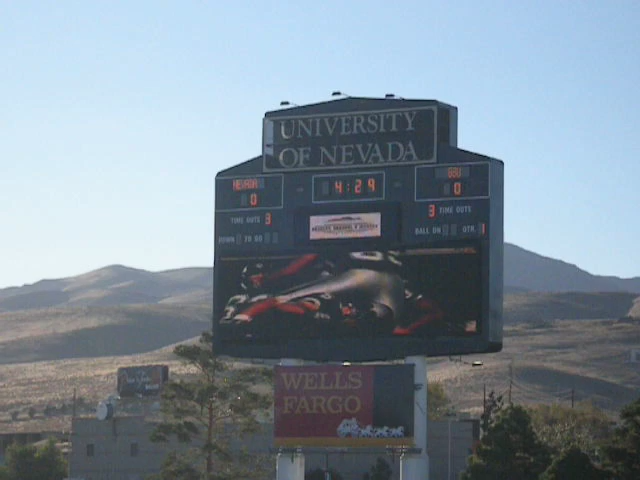 UNIVERSITY
OF NEVADA
NEVADA 4:29
0 0
TIME OUTS 3 3 TIME OUTS
DOWN TO GO BALL ON QTR. 1
WELLS
FARGO